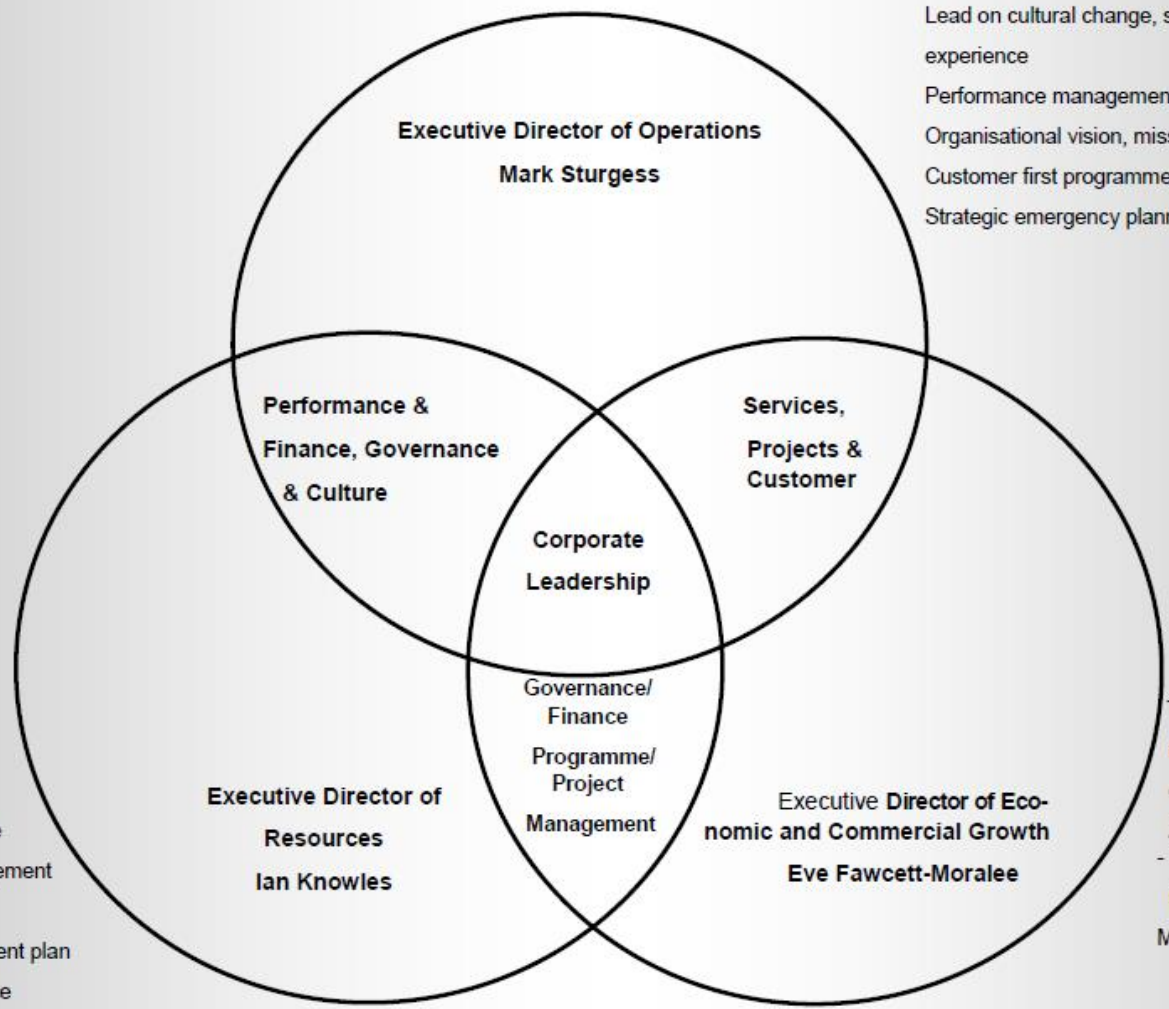 Lead on cultural change, s
experience
Performance managemen
Organisational vision, miss
Customer first programme
Strategic emergency plann
Executive Director of Operations
Mark Sturgess
Performance &
Finance, Governance
& Culture
Services,
Projects &
Customer
Corporate
Leadership
Governance/
Finance
Programme/
Project
Management
Executive Director of
Resources
Ian Knowles
Executive Director of Eco-
nomic and Commercial Growth
Eve Fawcett-Moralee
e
ement
ent plan
e
-
-
M